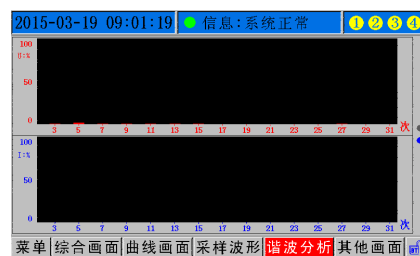 2015-03-19 09:01:19 信息:系统正常 1 2 3 4
100
U:%
50
0
3 5 7 9 11 13 15 17 19 21 23 25 27 29 31 次
100
I:%
50
0
3 5 7 9 11 13 15 17 19 21 23 25 27 29 31 次
菜单 综合画面 曲线画面 采样波形 谐波分析 其他画面